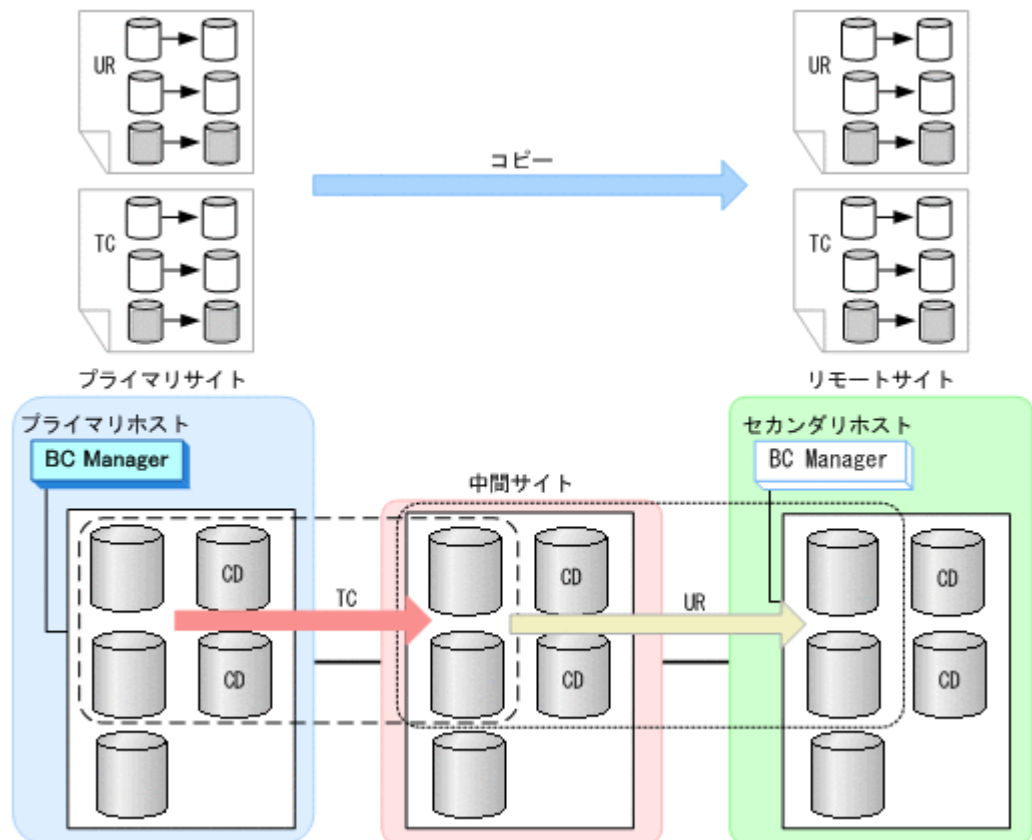 UR
UR
コピー
TC
TC
プライマリサイト
リモートサイト
プライマリホスト
セカンダリホスト
BC Manager
BC Manager
中間サイト
CD
CD
CD
TC
UR
CD
CD
CD